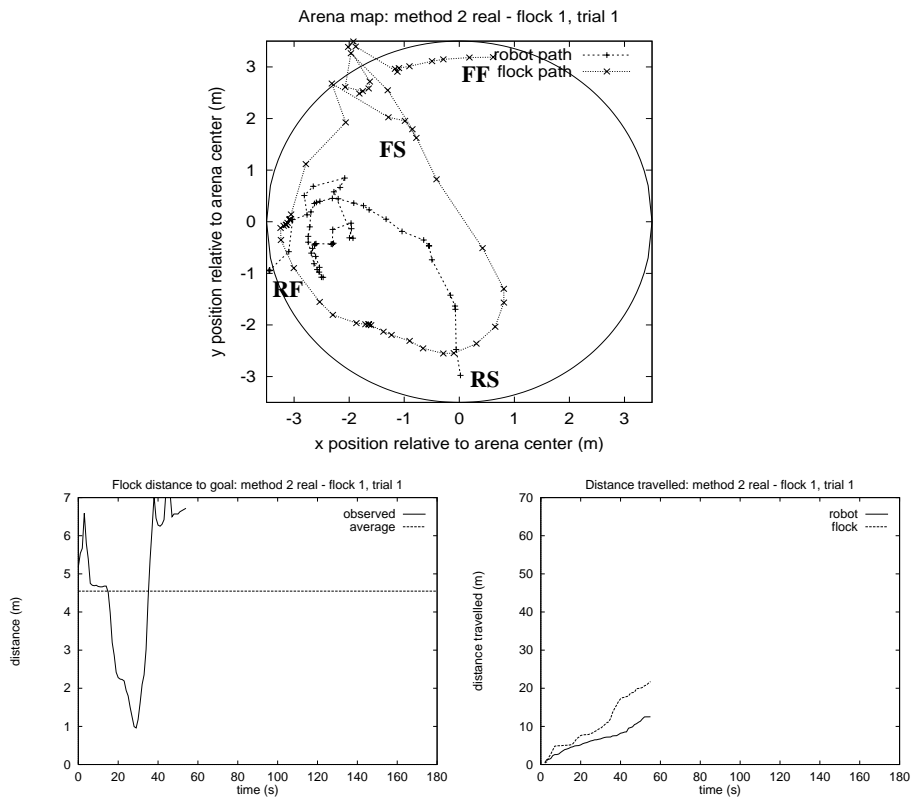 Arena map: method 2 real - flock 1, trial 1
robot path
flock path
FF
FS
RF
RS
3
2
1
0
-1
-2
-3
-3 -2 -1 0 1 2 3
y position relative to arena center (m)
x position relative to arena center (m)
Flock distance to goal: method 2 real - flock 1, trial 1
observed
average
7
6
5
4
3
2
1
0
0 20 40 60 80 100 120 140 160 180
distance (m)
time (s)
Distance travelled: method 2 real - flock 1, trial 1
robot
flock
70
60
50
40
30
20
10
0
0 20 40 60 80 100 120 140 160 180
distance travelled (m)
time (s)